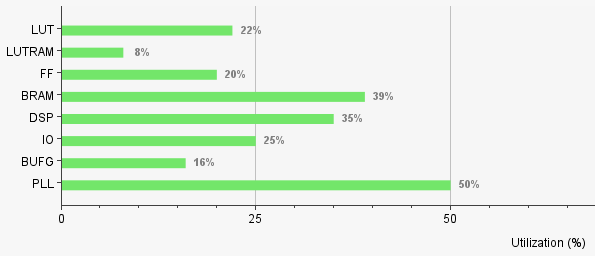 LUT 22%
LUTRAM 8%
FF 20%
BRAM 39%
DSP 35%
IO 25%
BUFG 16%
PLL 50%
0 25 50
Utilization (%)